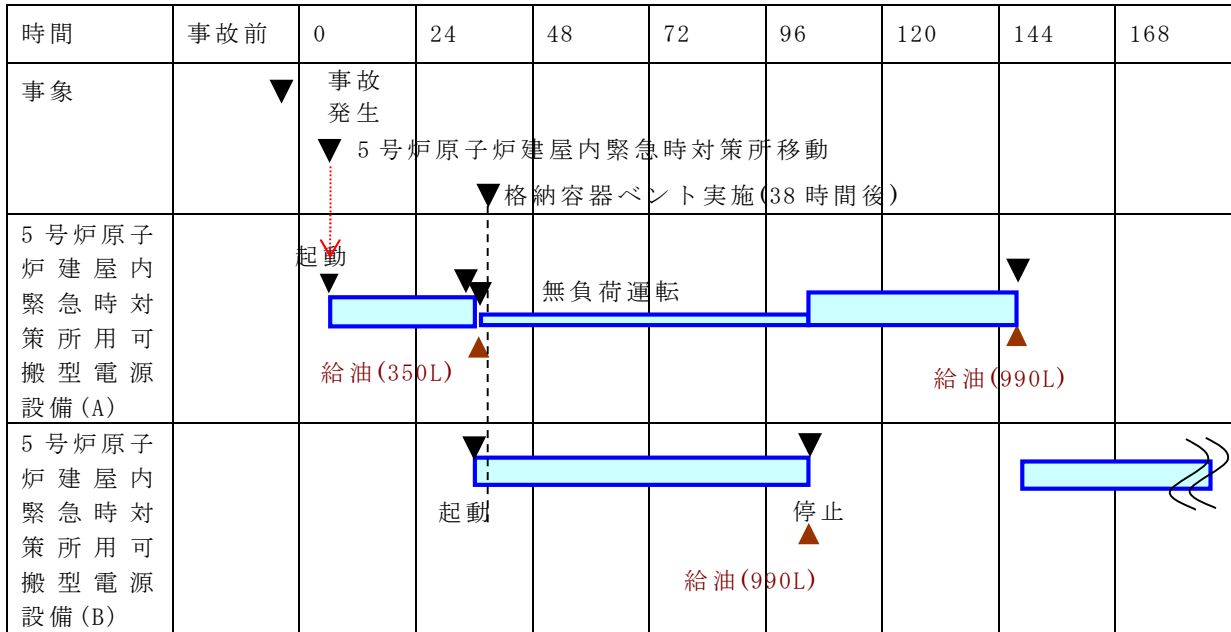 時間 事故前 0 24 48 72 96 120 144 168
事象
事故
発生
5号炉原子炉建屋内緊急時対策所移動
格納容器ベント実施(38時間後)
5号炉原子
炉建屋内
緊急時対
策所用可
搬型電源
設備(A)
起動
無負荷運転
給油(350L)
給油(990L)
5号炉原子
炉建屋内
緊急時対
策所用可
搬型電源
設備(B)
起動
停止
給油(990L)